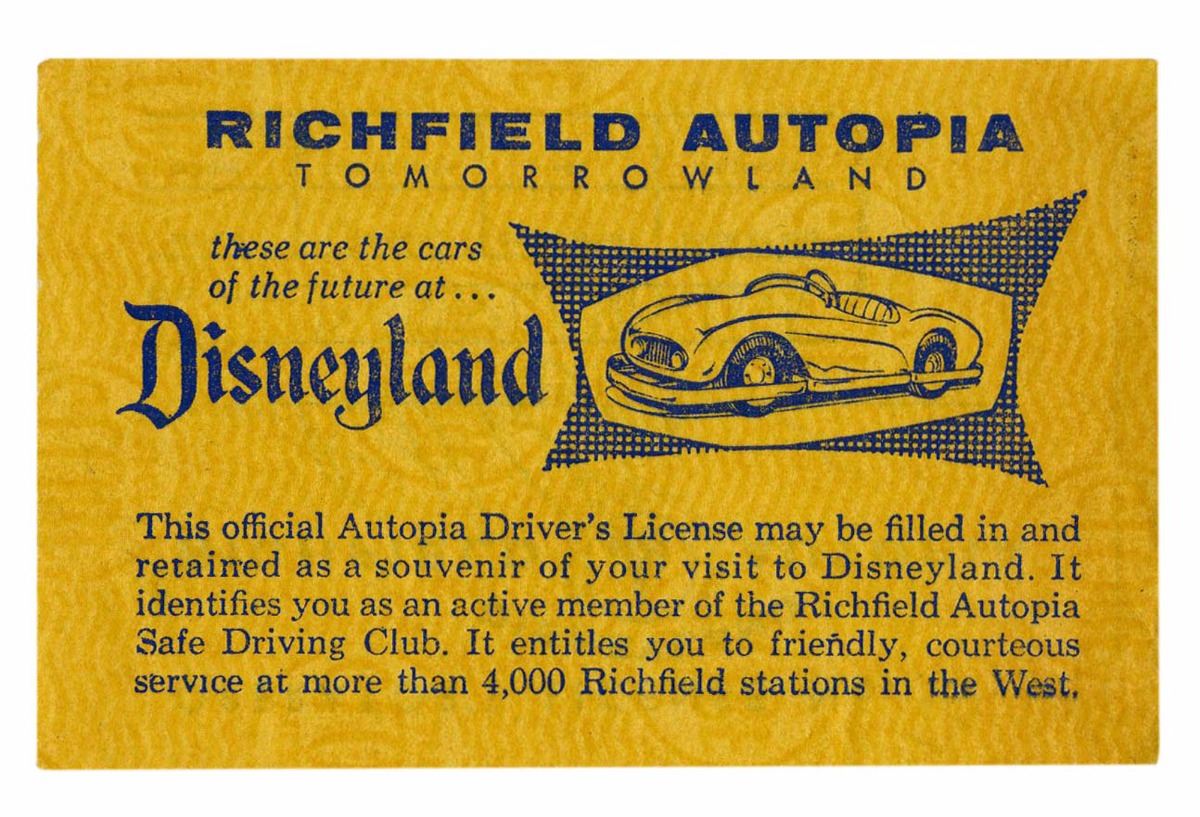 RICHFIELD AUTOPIA
TOMORROWLAND
these are the cars
of the future at...
Disneyland
This official Autopia Driver's License may be filled in and
retained as a souvenir of your visit to Disneyland. It
identifies you as an active member of the Richfield Autopia
Safe Driving Club. It entitles you to friendly, courteous
service at more than 4,000 Richfield stations in the West.